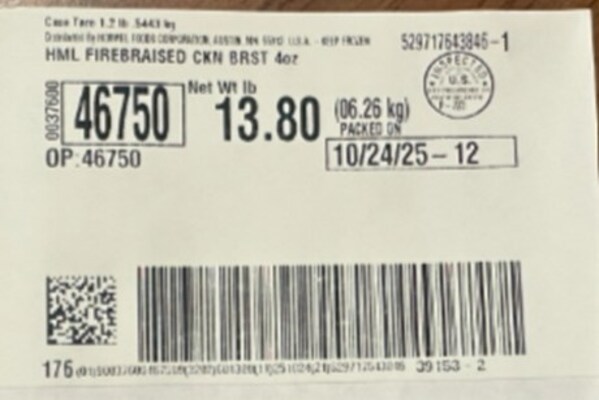 Case Tare 1.2 lb .5443 kg
Distributed By HORMEL FOODS CORPORATION, AUSTIN, MN 55912 U.S.A. - KEEP FROZEN
529717643846-1
HML FIREBRAISED CKN BRST 4oz
INSPECTED
U.S.
0037600
46750
Net Wt lb
13.80
(06.26 kg)
PACKED ON
OP:46750
10/24/25- 12
176
39153 - 2